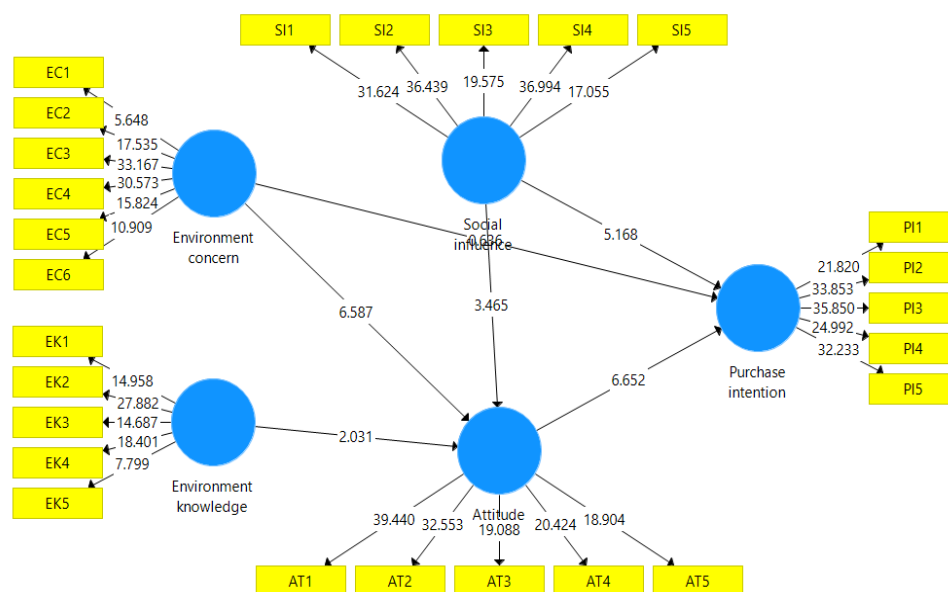 SI1
SI2
SI3
SI4
SI5
31.624
36.439
19.575
36.994
17.055
EC1
EC2
EC3
EC4
EC5
EC6
5.648
17.535
33.167
30.573
15.824
10.909
Environment
concern
Social
influence
0.636
5.168
6.587
3.465
PI1
PI2
PI3
PI4
PI5
21.820
33.853
35.850
24.992
32.233
Purchase
intention
6.652
EK1
EK2
EK3
EK4
EK5
14.958
27.882
14.687
18.401
7.799
Environment
knowledge
2.031
Attitude
39.440
32.553
19.088
20.424
18.904
AT1
AT2
AT3
AT4
AT5